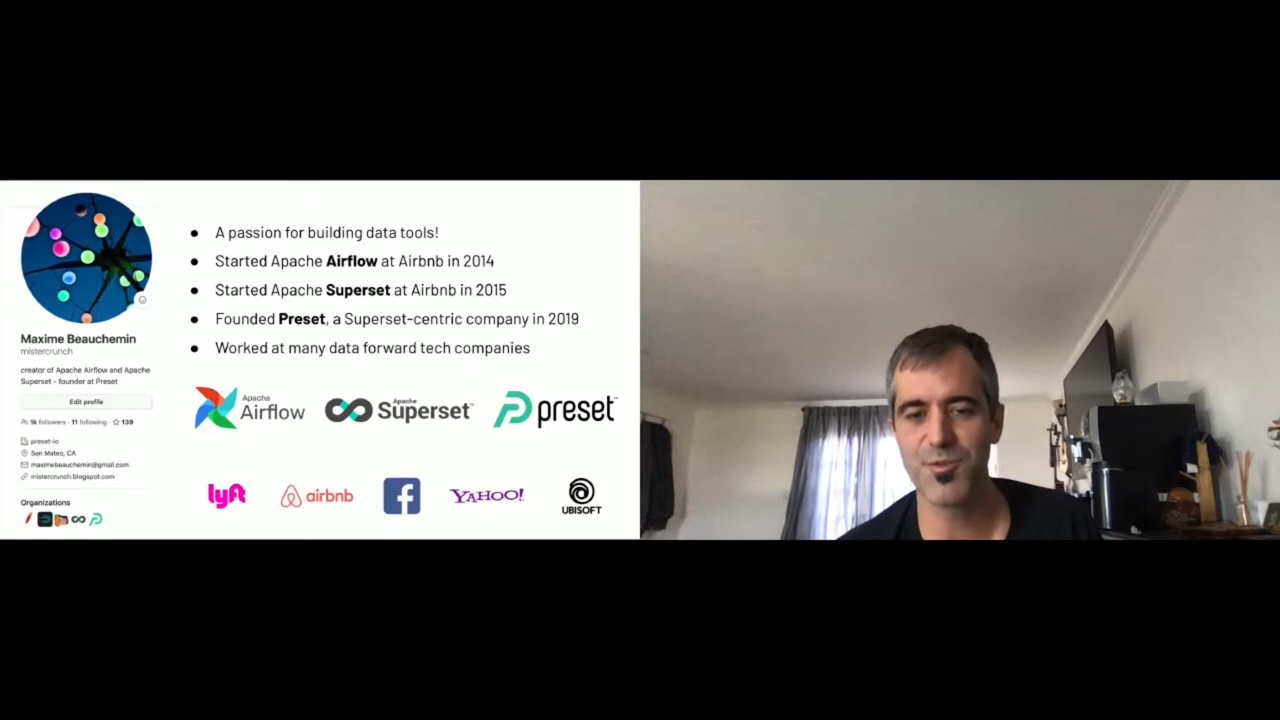 Maxime Beauchemin
mistercrunch
creator of Apache Airflow and Apache
Superset - founder at Preset
Edit profile
1k followers · 11 following · 139
preset-io
San Mateo, CA
maximebeauchemin@gmail.com
mistercrunch.blogspot.com
Organizations
● A passion for building data tools!
● Started Apache Airflow at Airbnb in 2014
● Started Apache Superset at Airbnb in 2015
● Founded Preset, a Superset-centric company in 2019
● Worked at many data forward tech companies
Apache
Airflow
Apache
Superset™
preset™
lyft
airbnb
YAHOO!
UBISOFT